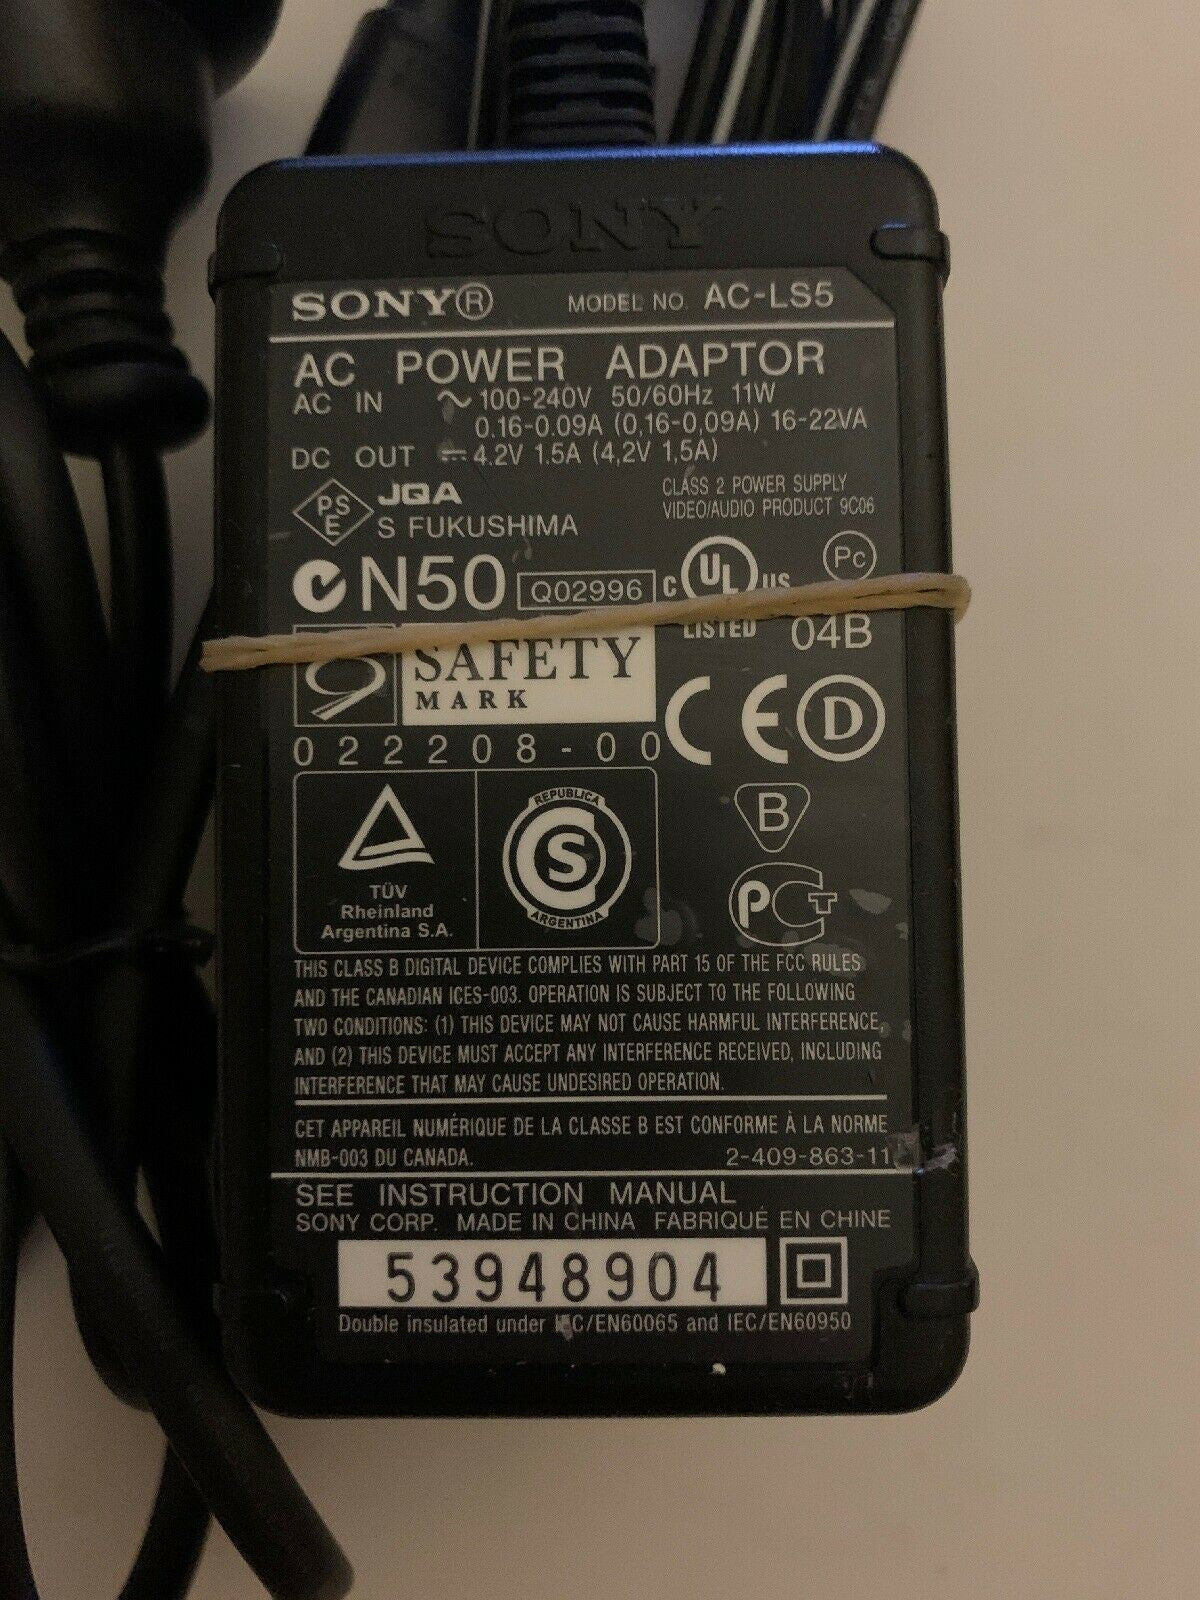 SONY
SONY® MODEL NO. AC-LS5
AC POWER ADAPTOR
AC IN ~ 100-240V 50/60Hz 11W
0.16-0.09A (0,16-0,09A) 16-22VA
DC OUT ⎓ 4.2V 1.5A (4,2V 1,5A)
PS E JQA
S FUKUSHIMA
CLASS 2 POWER SUPPLY
VIDEO/AUDIO PRODUCT 9C06
N50 Q02996 C UL US Pc
LISTED 04B
SAFETY
MARK
CE D
022208-00
TÜV
Rheinland
Argentina S.A.
REPUBLICA
S
ARGENTINA
B
PCT
THIS CLASS B DIGITAL DEVICE COMPLIES WITH PART 15 OF THE FCC RULES
AND THE CANADIAN ICES-003. OPERATION IS SUBJECT TO THE FOLLOWING
TWO CONDITIONS: (1) THIS DEVICE MAY NOT CAUSE HARMFUL INTERFERENCE,
AND (2) THIS DEVICE MUST ACCEPT ANY INTERFERENCE RECEIVED, INCLUDING
INTERFERENCE THAT MAY CAUSE UNDESIRED OPERATION.
CET APPAREIL NUMÉRIQUE DE LA CLASSE B EST CONFORME À LA NORME
NMB-003 DU CANADA. 2-409-863-11
SEE INSTRUCTION MANUAL
SONY CORP. MADE IN CHINA FABRIQUÉ EN CHINE
53948904
Double insulated under IEC/EN60065 and IEC/EN60950